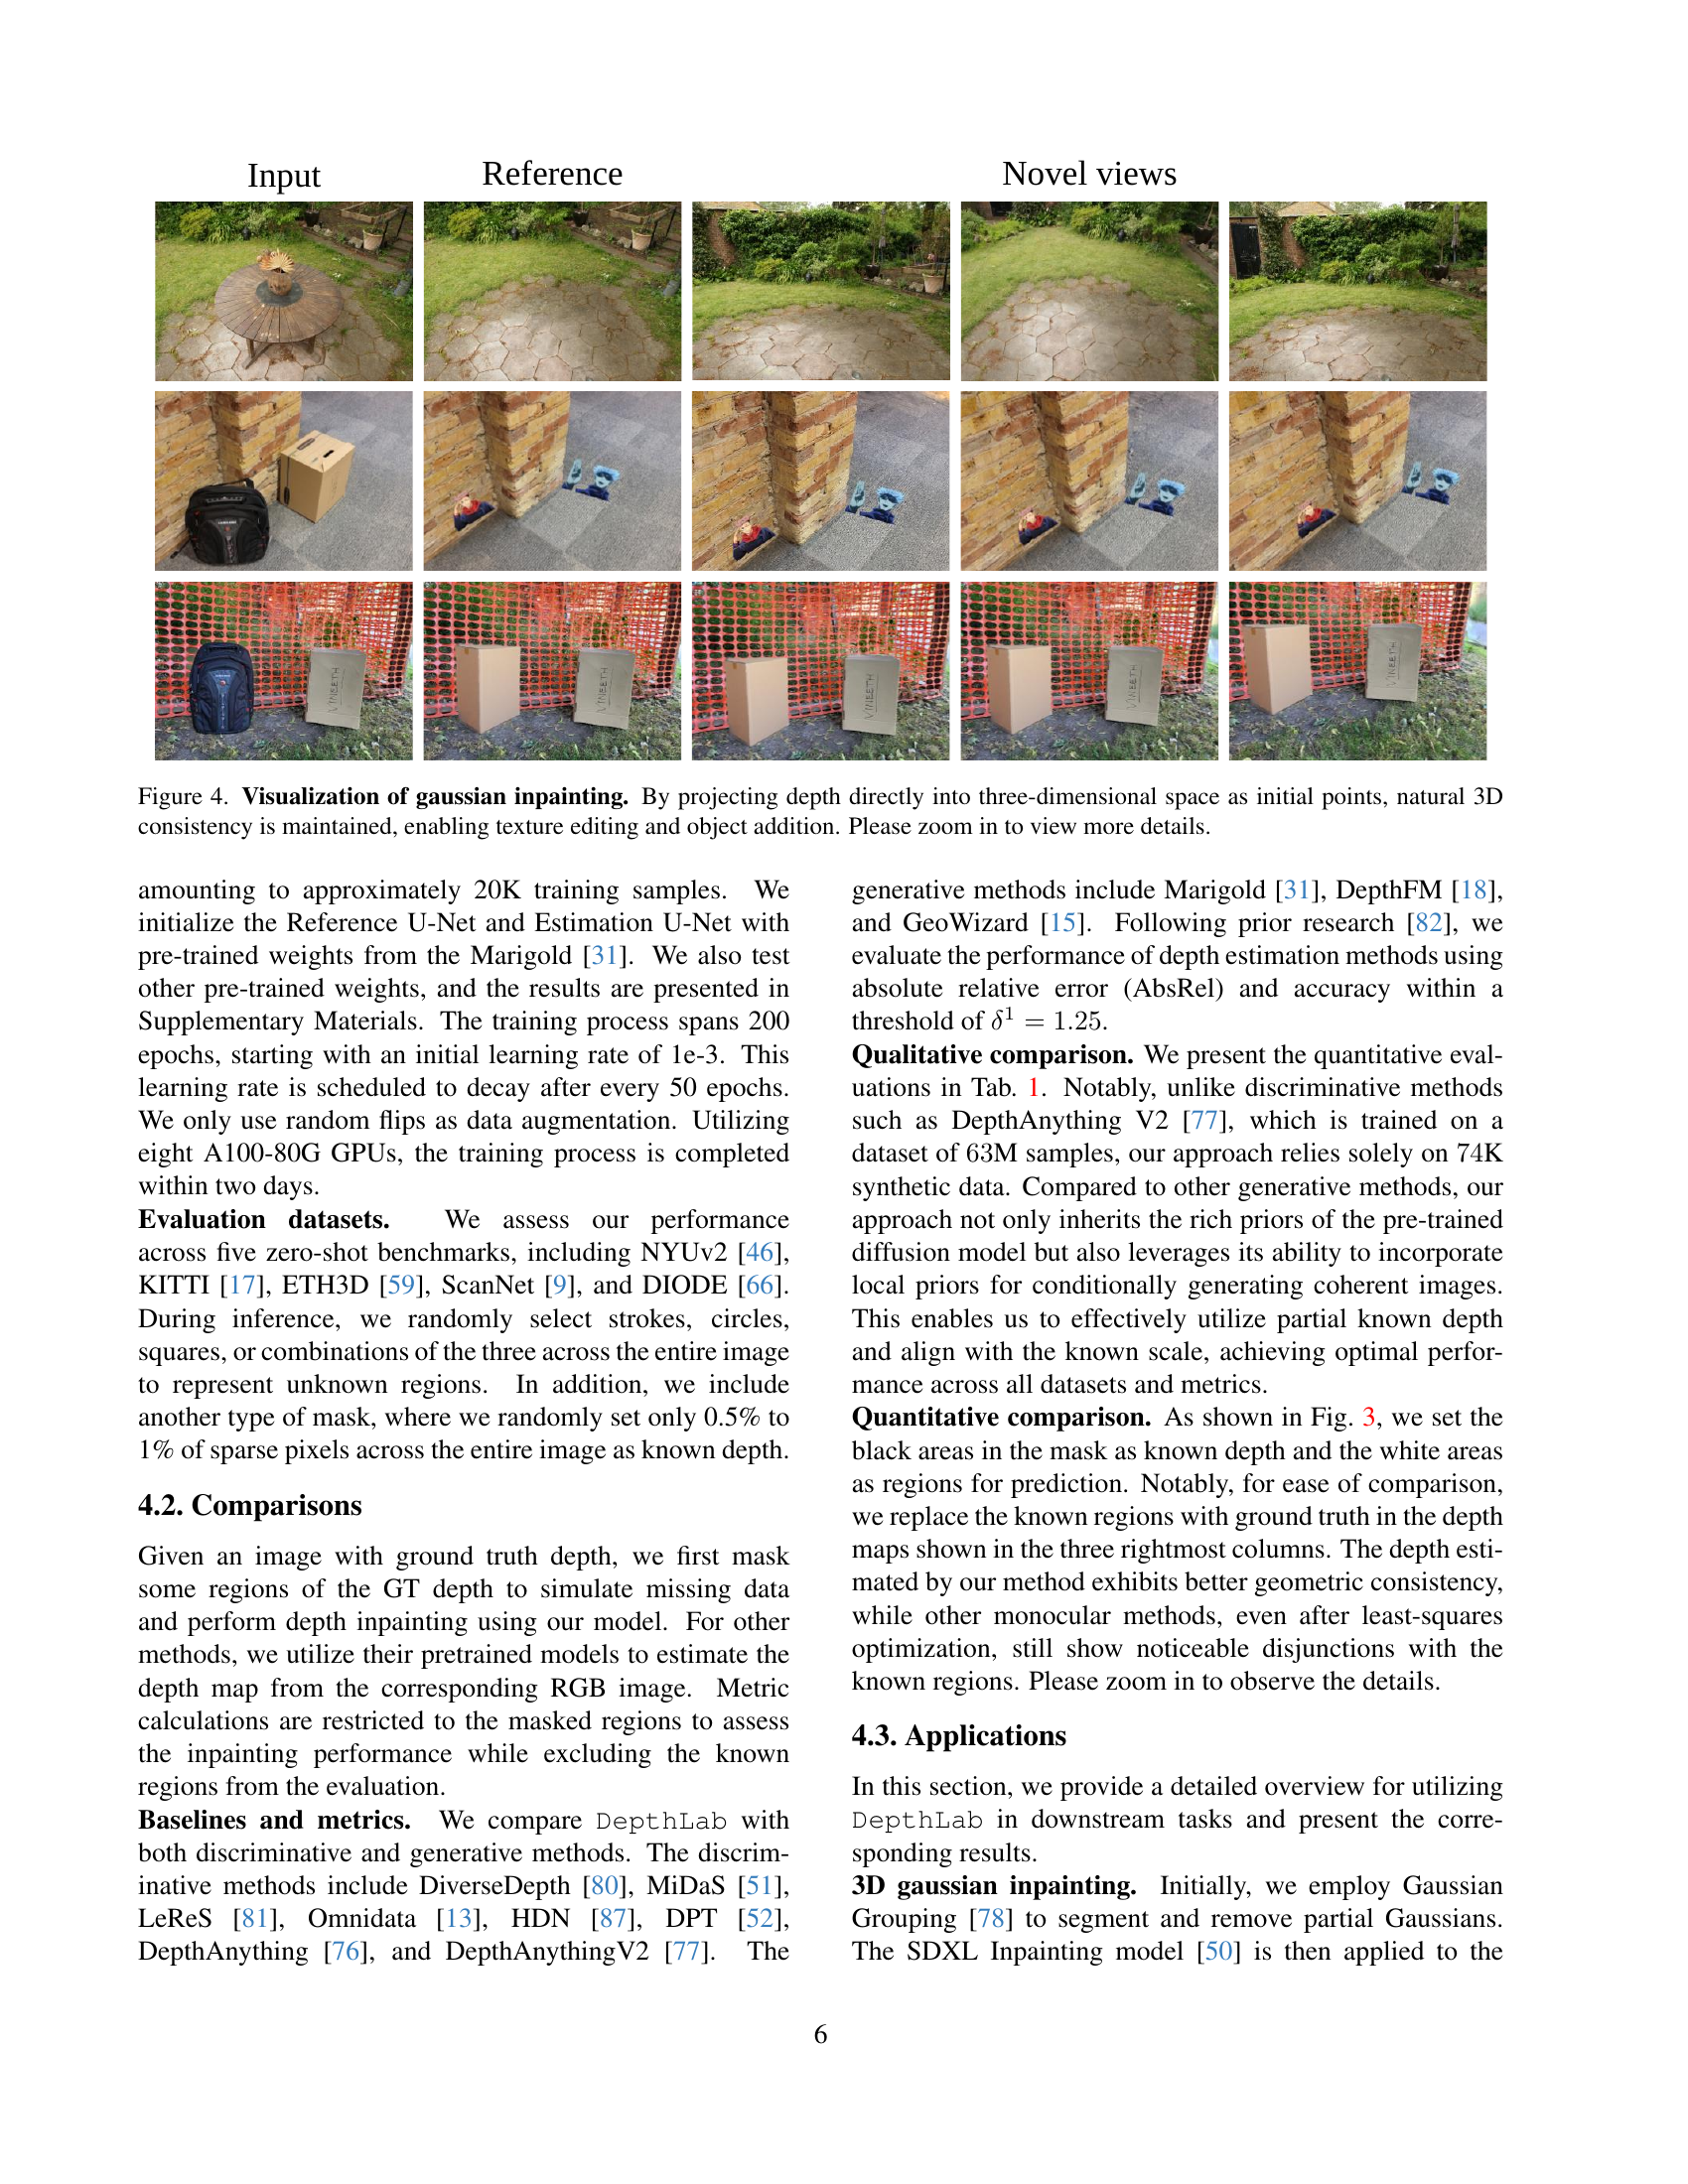 Input
Reference
Novel views
VINEETH
VINEETH
VINEETH
VINEETH
VINEETH
Figure 4. Visualization of gaussian inpainting. By projecting depth directly into three-dimensional space as initial points, natural 3D
consistency is maintained, enabling texture editing and object addition. Please zoom in to view more details.
amounting to approximately 20K training samples. We
initialize the Reference U-Net and Estimation U-Net with
pre-trained weights from the Marigold [31]. We also test
other pre-trained weights, and the results are presented in
Supplementary Materials. The training process spans 200
epochs, starting with an initial learning rate of 1e-3. This
learning rate is scheduled to decay after every 50 epochs.
We only use random flips as data augmentation. Utilizing
eight A100-80G GPUs, the training process is completed
within two days.
Evaluation datasets. We assess our performance
across five zero-shot benchmarks, including NYUv2 [46],
KITTI [17], ETH3D [59], ScanNet [9], and DIODE [66].
During inference, we randomly select strokes, circles,
squares, or combinations of the three across the entire image
to represent unknown regions. In addition, we include
another type of mask, where we randomly set only 0.5% to
1% of sparse pixels across the entire image as known depth.
4.2. Comparisons
Given an image with ground truth depth, we first mask
some regions of the GT depth to simulate missing data
and perform depth inpainting using our model. For other
methods, we utilize their pretrained models to estimate the
depth map from the corresponding RGB image. Metric
calculations are restricted to the masked regions to assess
the inpainting performance while excluding the known
regions from the evaluation.
Baselines and metrics. We compare DepthLab with
both discriminative and generative methods. The discrim-
inative methods include DiverseDepth [80], MiDaS [51],
LeReS [81], Omnidata [13], HDN [87], DPT [52],
DepthAnything [76], and DepthAnythingV2 [77]. The
generative methods include Marigold [31], DepthFM [18],
and GeoWizard [15]. Following prior research [82], we
evaluate the performance of depth estimation methods using
absolute relative error (AbsRel) and accuracy within a
threshold of δ¹ = 1.25.
Qualitative comparison. We present the quantitative eval-
uations in Tab. 1. Notably, unlike discriminative methods
such as DepthAnything V2 [77], which is trained on a
dataset of 63M samples, our approach relies solely on 74K
synthetic data. Compared to other generative methods, our
approach not only inherits the rich priors of the pre-trained
diffusion model but also leverages its ability to incorporate
local priors for conditionally generating coherent images.
This enables us to effectively utilize partial known depth
and align with the known scale, achieving optimal perfor-
mance across all datasets and metrics.
Quantitative comparison. As shown in Fig. 3, we set the
black areas in the mask as known depth and the white areas
as regions for prediction. Notably, for ease of comparison,
we replace the known regions with ground truth in the depth
maps shown in the three rightmost columns. The depth esti-
mated by our method exhibits better geometric consistency,
while other monocular methods, even after least-squares
optimization, still show noticeable disjunctions with the
known regions. Please zoom in to observe the details.
4.3. Applications
In this section, we provide a detailed overview for utilizing
DepthLab in downstream tasks and present the corre-
sponding results.
3D gaussian inpainting. Initially, we employ Gaussian
Grouping [78] to segment and remove partial Gaussians.
The SDXL Inpainting model [50] is then applied to the
6